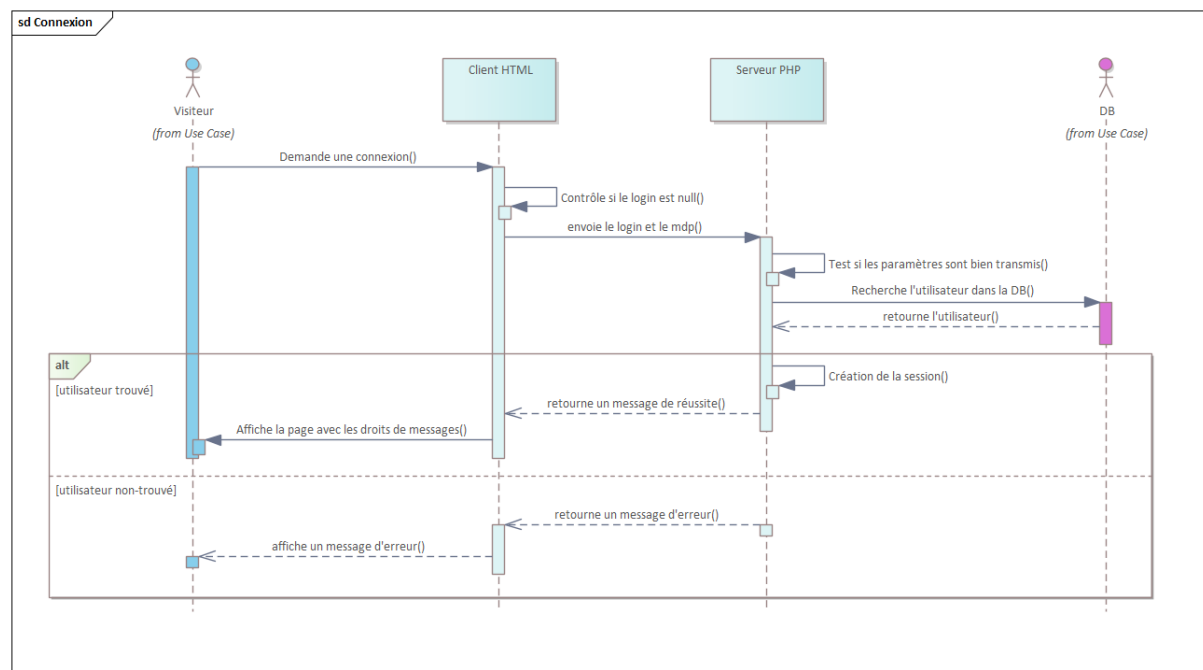 sd Connexion
Visiteur
(from Use Case)
Client HTML
Serveur PHP
DB
(from Use Case)
Demande une connexion()
Contrôle si le login est null()
envoie le login et le mdp()
Test si les paramètres sont bien transmis()
Recherche l'utilisateur dans la DB()
retourne l'utilisateur()
alt
[utilisateur trouvé]
Création de la session()
retourne un message de réussite()
Affiche la page avec les droits de messages()
[utilisateur non-trouvé]
retourne un message d'erreur()
affiche un message d'erreur()